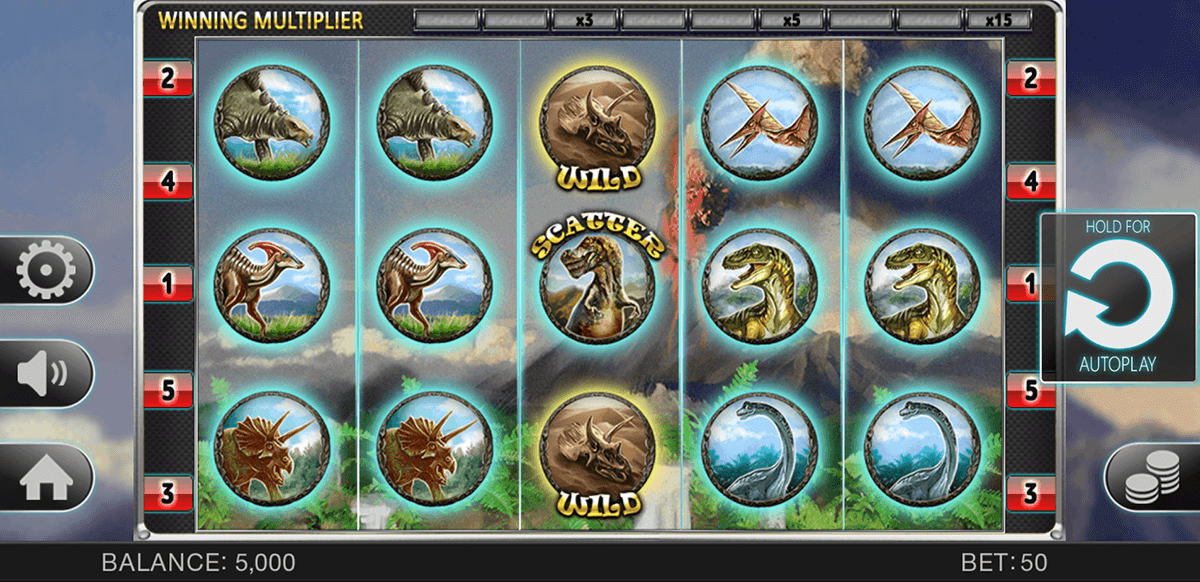 WINNING MULTIPLIER
x3 x5 x15
2 2
WILD
4 4
HOLD FOR
SCATTER
1 1
AUTOPLAY
5 5
3 WILD 3
BALANCE: 5,000 BET: 50